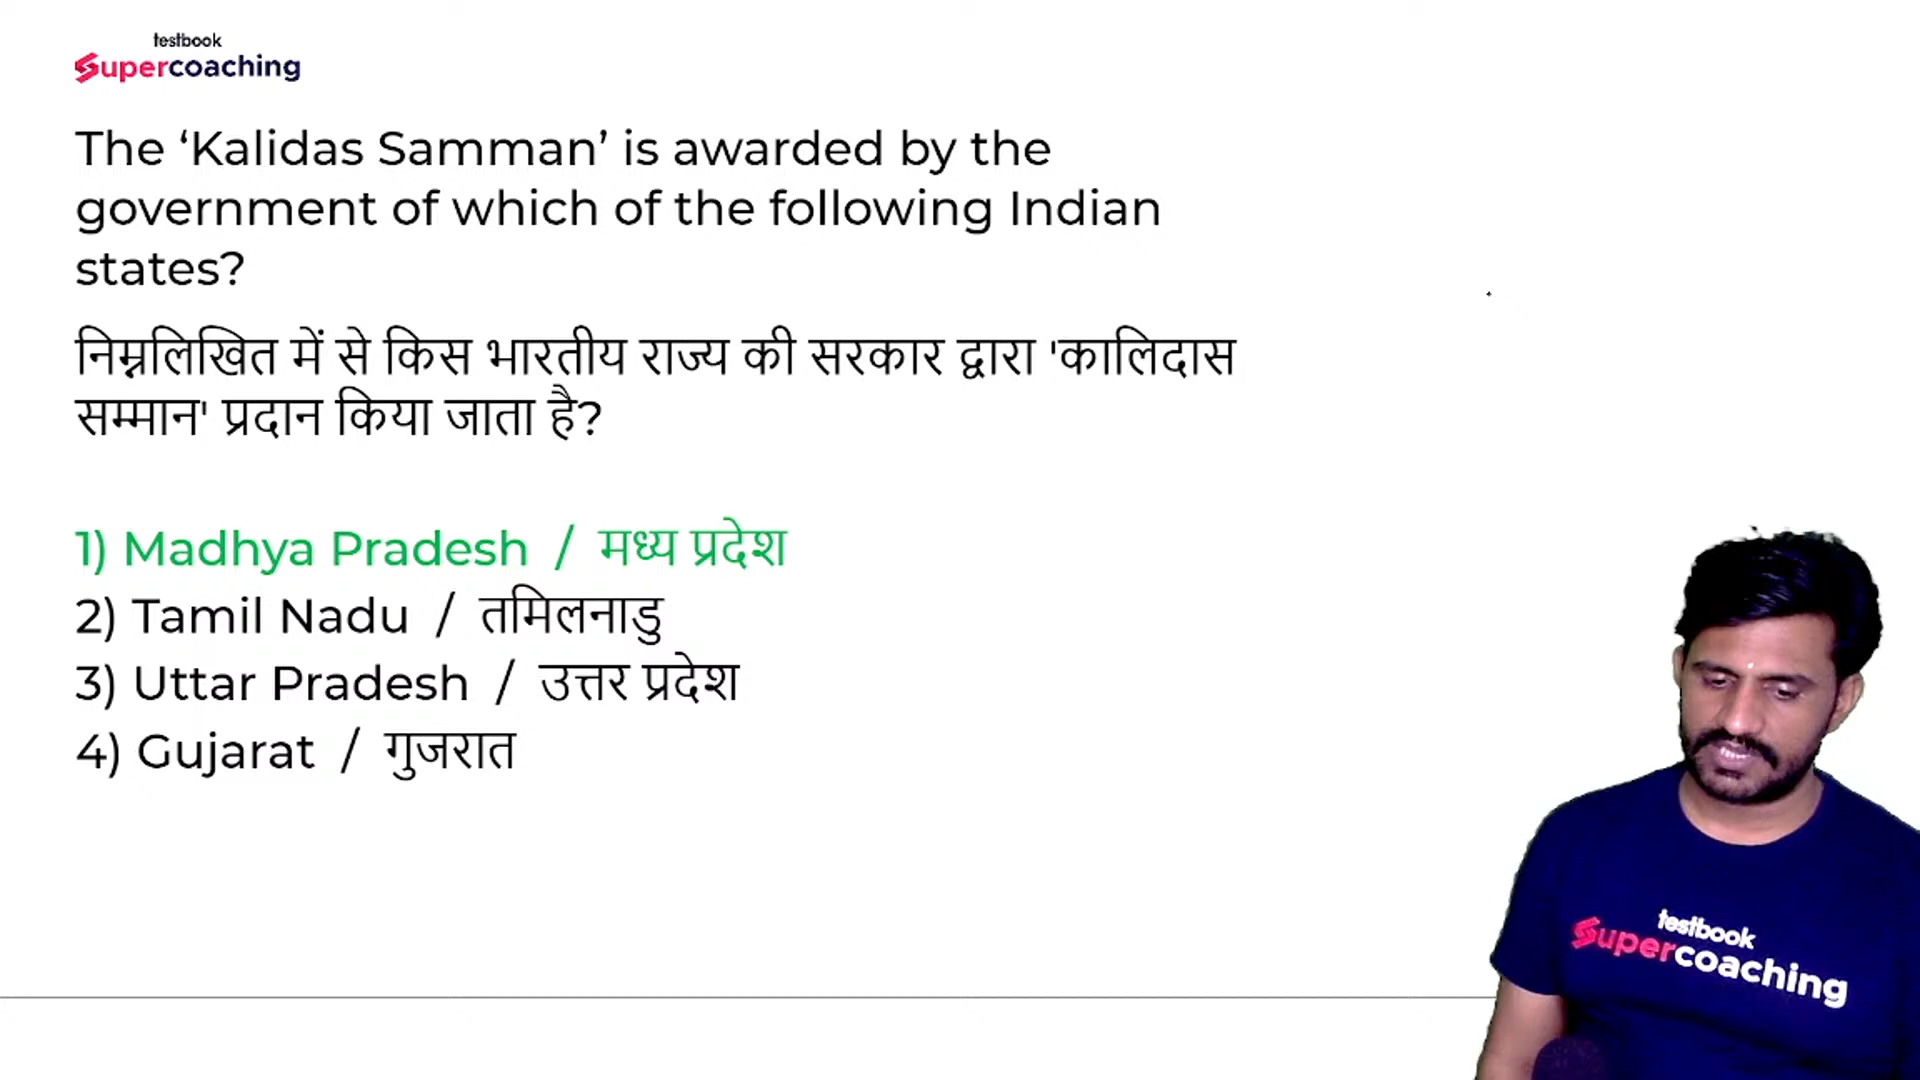 testbook
Supercoaching
The ‘Kalidas Samman’ is awarded by the
government of which of the following Indian
states?
निम्नलिखित में से किस भारतीय राज्य की सरकार द्वारा 'कालिदास
सम्मान' प्रदान किया जाता है?
1) Madhya Pradesh / मध्य प्रदेश
2) Tamil Nadu / तमिलनाडु
3) Uttar Pradesh / उत्तर प्रदेश
4) Gujarat / गुजरात
testbook
Supercoaching